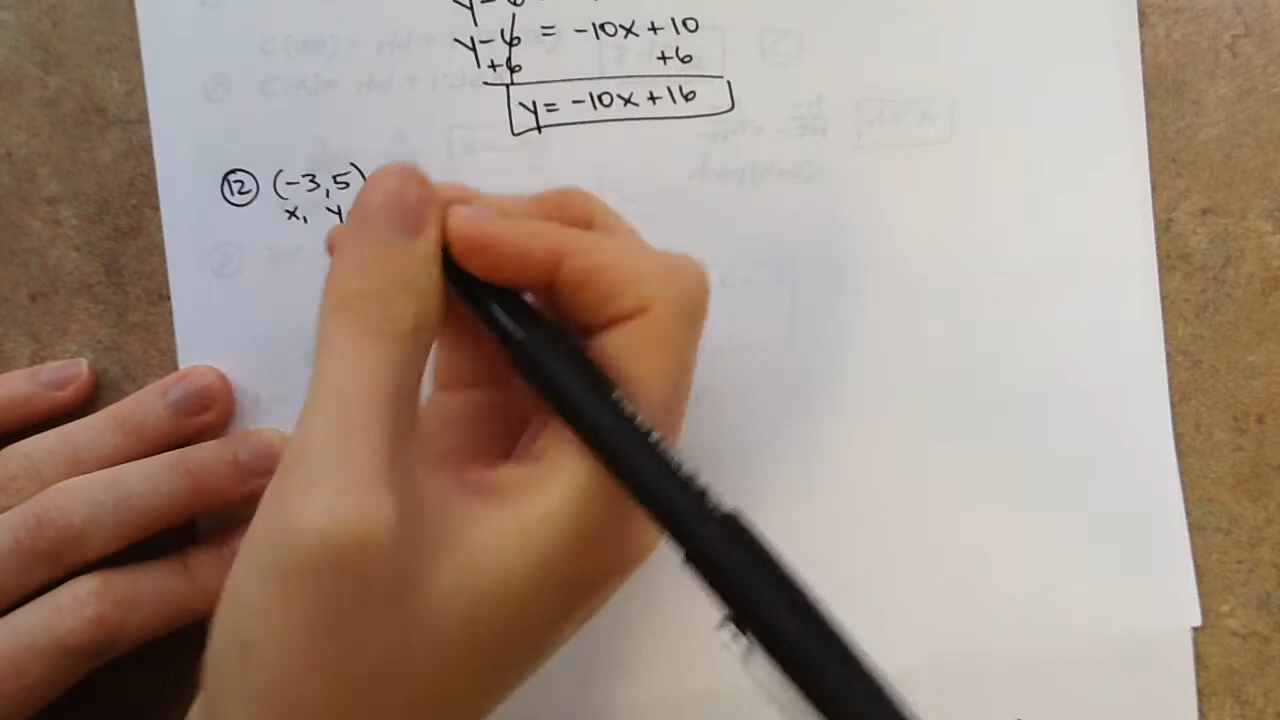 y-6 = -10x+10
+6 +6
y= -10x+16
12 (-3,5)
x, y